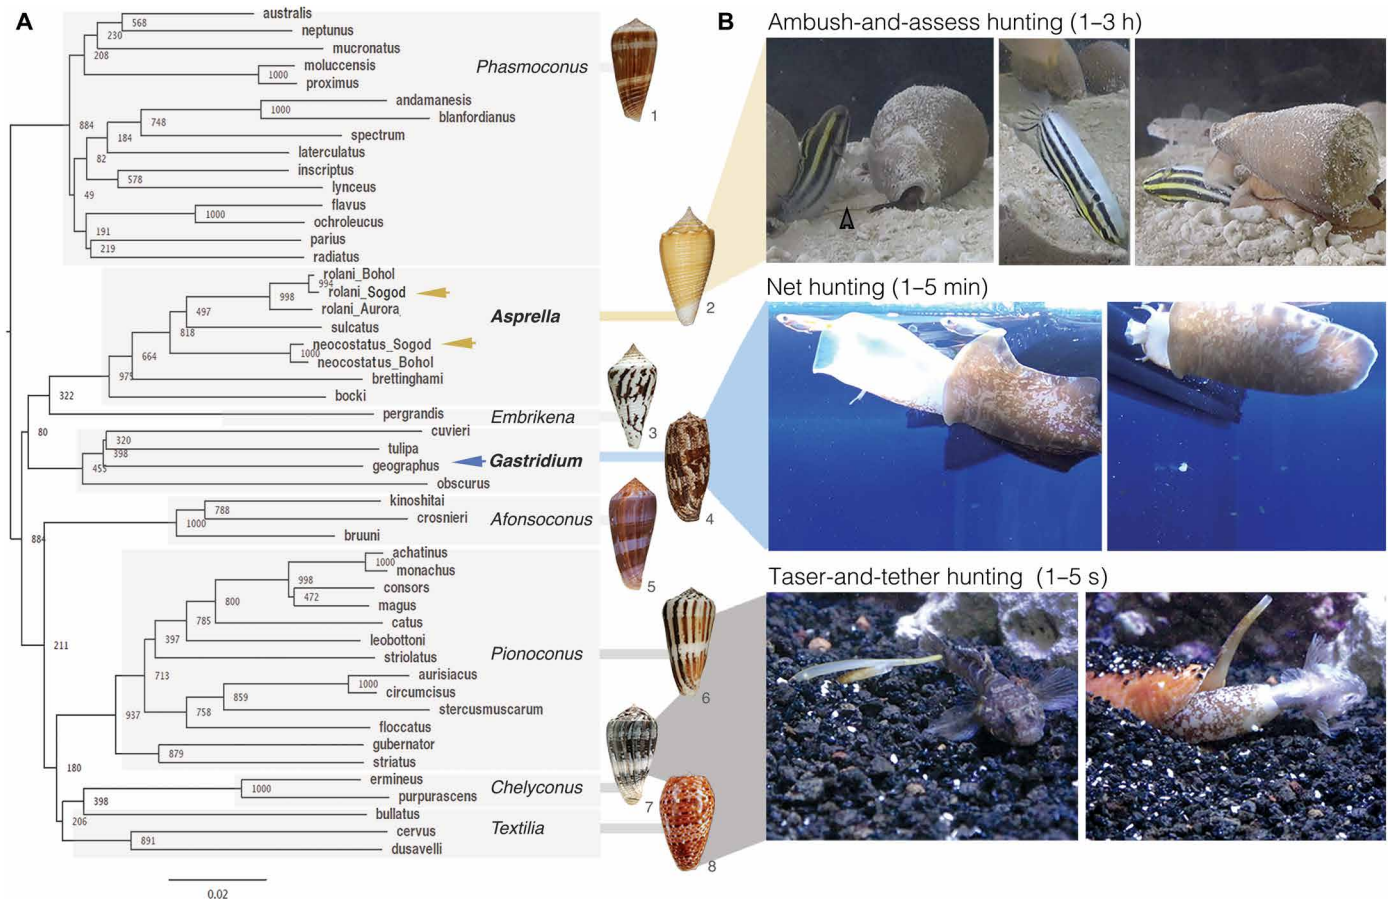 A
australis
568
neptunus
230
mucronatus
208
moluccensis
1000
proximus
Phasmoconus
1
andamanesis
1000
blanfordianus
748
884
184
spectrum
82
laterculatus
inscriptus
578
lynceus
49
flavus
1000
ochroleucus
191
parius
219
radiatus
rolani_Bohol
994
rolani_Sogod
998
rolani_Aurora
497
sulcatus
818
Asprella
2
neocostatus_Sogod
1000
neocostatus_Bohol
664
975
brettinghami
bocki
322
pergrandis
Embrikena
3
80
cuvieri
320
tulipa
398
geographus
455
Gastridium
obscurus
4
kinoshitai
788
crosnieri
1000
Afonsoconus
bruuni
884
5
achatinus
1000
monachus
998
consors
472
magus
800
catus
785
leobottoni
397
striolatus
Pionoconus
6
211
713
aurisiacus
1000
circumcisus
859
stercusmuscarum
937
758
floccatus
gubernator
879
striatus
180
ermineus
1000
purpurascens
Chelyconus
7
398
bullatus
206
cervus
Textilia
891
dusavelli
8
0.02
B
Ambush-and-assess hunting (1–3 h)
Net hunting (1–5 min)
Taser-and-tether hunting (1–5 s)